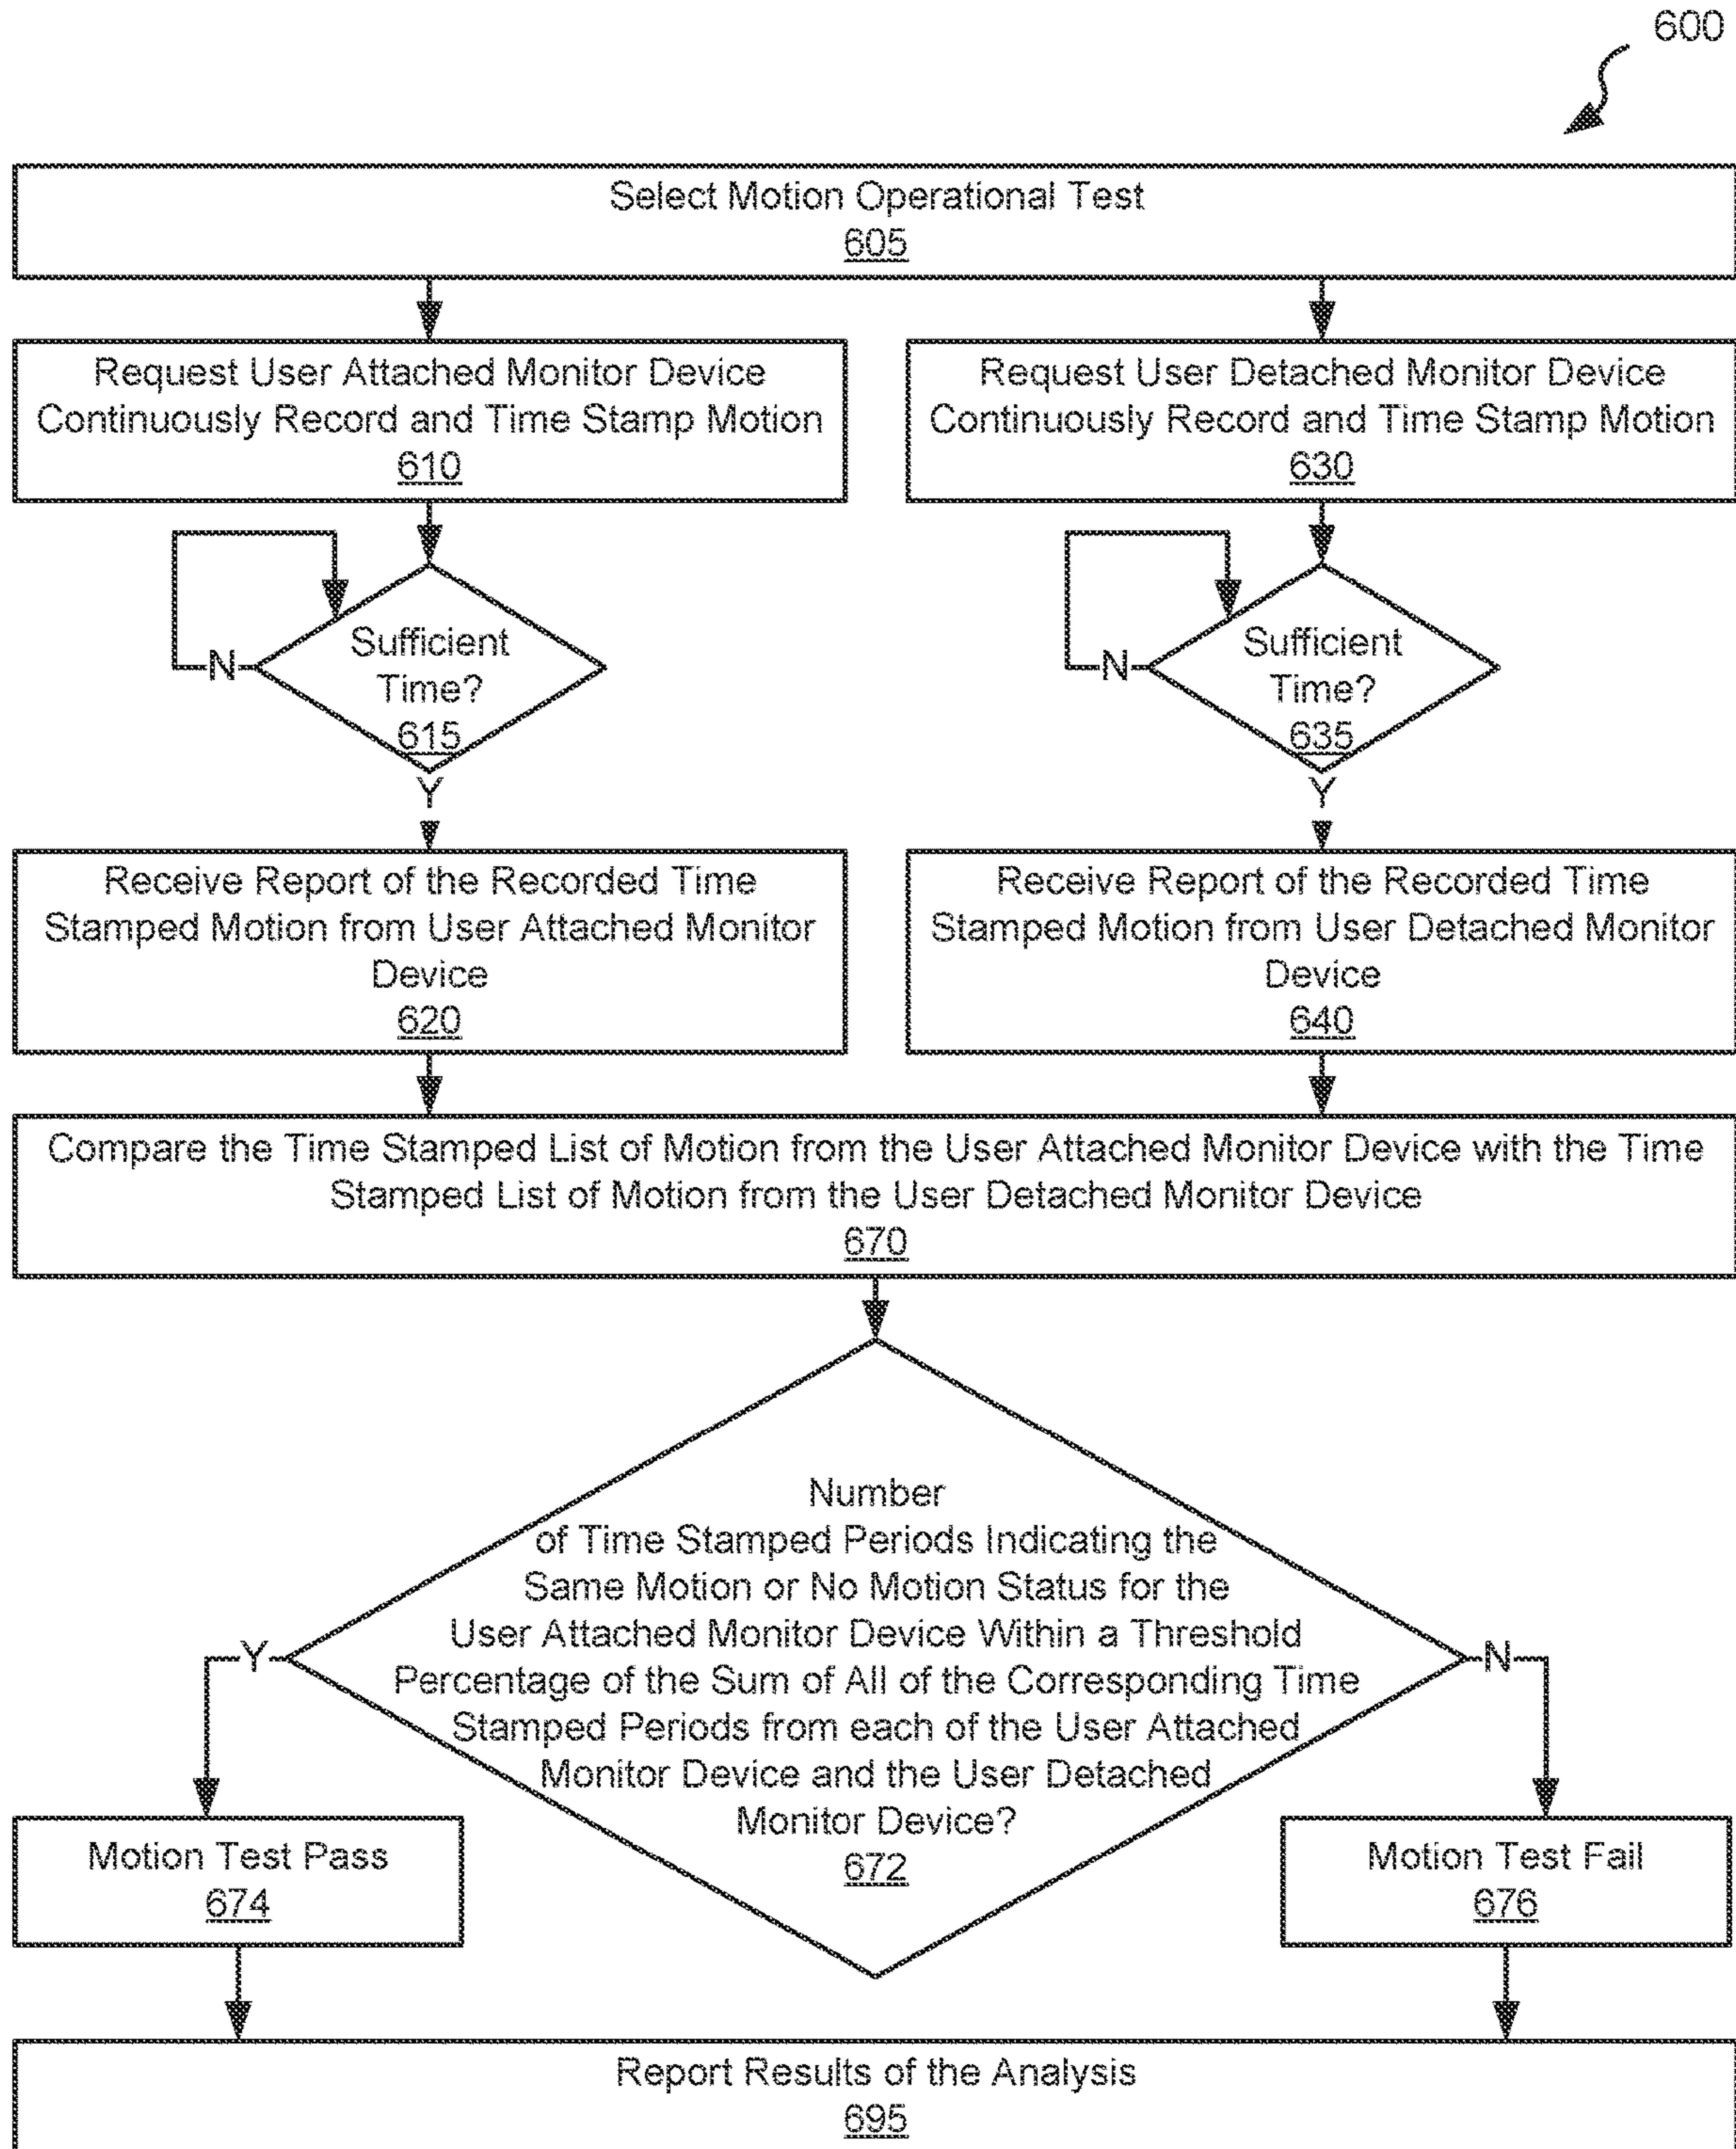 600
Select Motion Operational Test
605
Request User Attached Monitor Device
Continuously Record and Time Stamp Motion
610
Request User Detached Monitor Device
Continuously Record and Time Stamp Motion
630
Sufficient
Time?
615
N
Y
Sufficient
Time?
635
N
Y
Receive Report of the Recorded Time
Stamped Motion from User Attached Monitor
Device
620
Receive Report of the Recorded Time
Stamped Motion from User Detached Monitor
Device
640
Compare the Time Stamped List of Motion from the User Attached Monitor Device with the Time
Stamped List of Motion from the User Detached Monitor Device
670
Number
of Time Stamped Periods Indicating the
Same Motion or No Motion Status for the
User Attached Monitor Device Within a Threshold
Percentage of the Sum of All of the Corresponding Time
Stamped Periods from each of the User Attached
Monitor Device and the User Detached
Monitor Device?
672
Y
N
Motion Test Pass
674
Motion Test Fail
676
Report Results of the Analysis
695